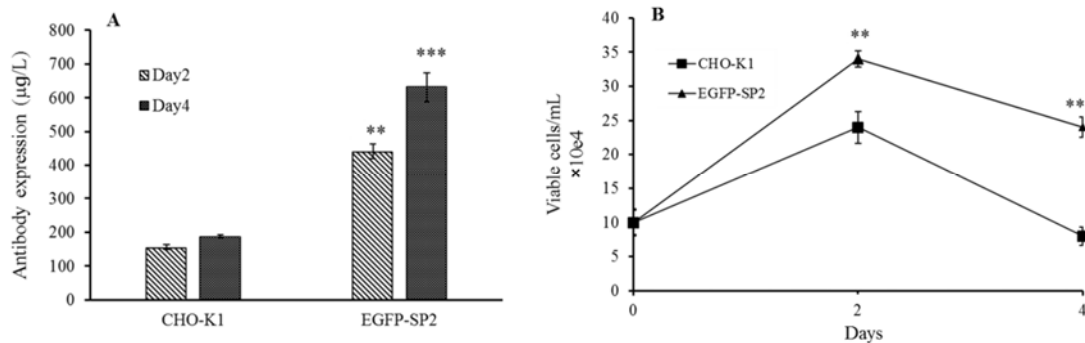 A
Antibody expression (µg/L)
800
700
600
500
400
300
200
100
0
Day2
Day4
**
***
CHO-K1
EGFP-SP2
B
Viable cells/mL
×10e4
40
35
30
25
20
15
10
5
0
CHO-K1
EGFP-SP2
**
***
0
2
4
Days